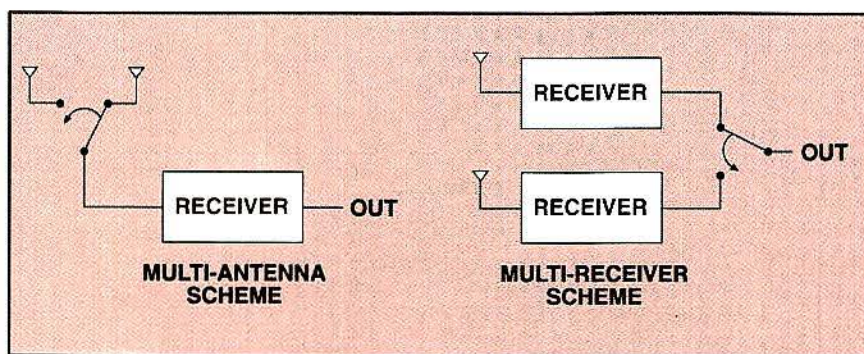 RECEIVER
OUT
MULTI-ANTENNA
SCHEME
RECEIVER
RECEIVER
OUT
MULTI-RECEIVER
SCHEME